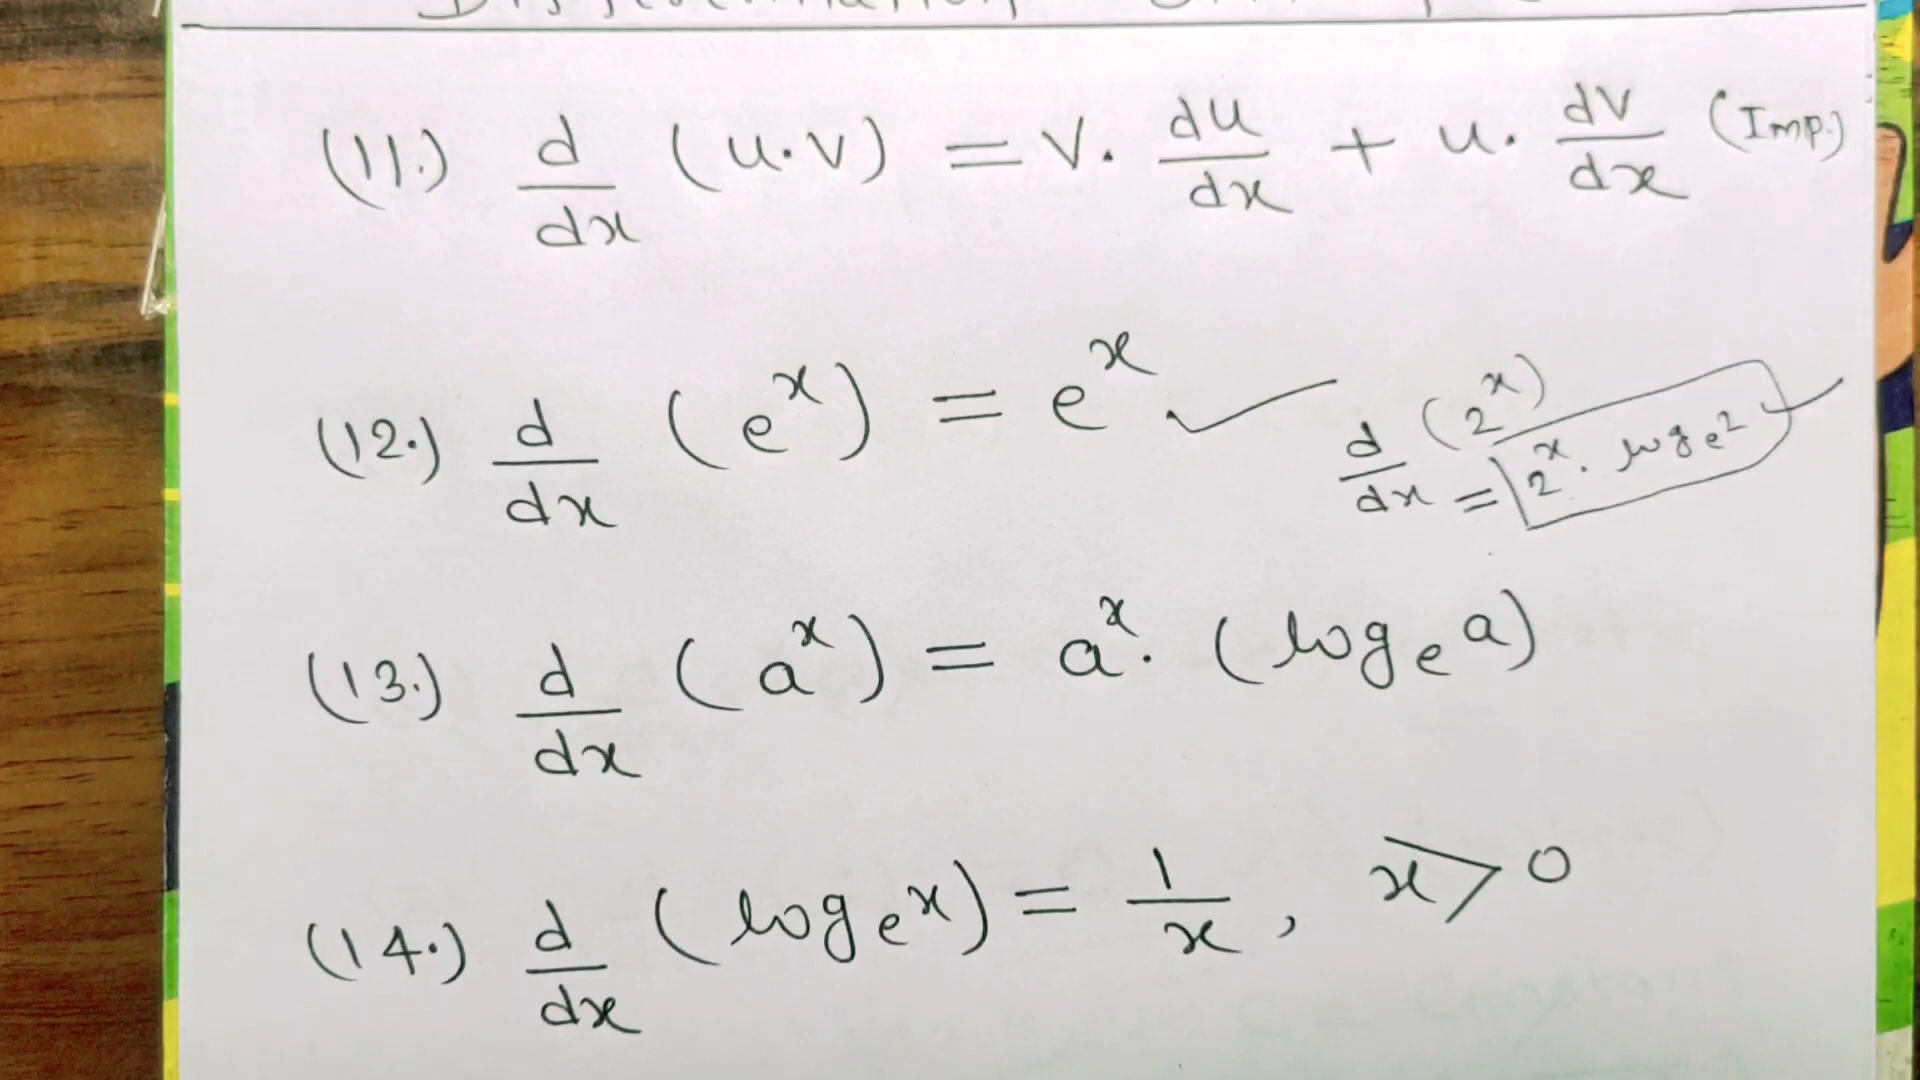 (11.) d/dx (u·v) = v. du/dx + u. dv/dx (Imp.)
(12.) d/dx (e^x) = e^x ✓
d/dx (2^x)
= 2^x. log_e 2 ✓
(13.) d/dx (a^x) = a^x. (log_e a)
(14.) d/dx (log_e x) = 1/x, x > 0